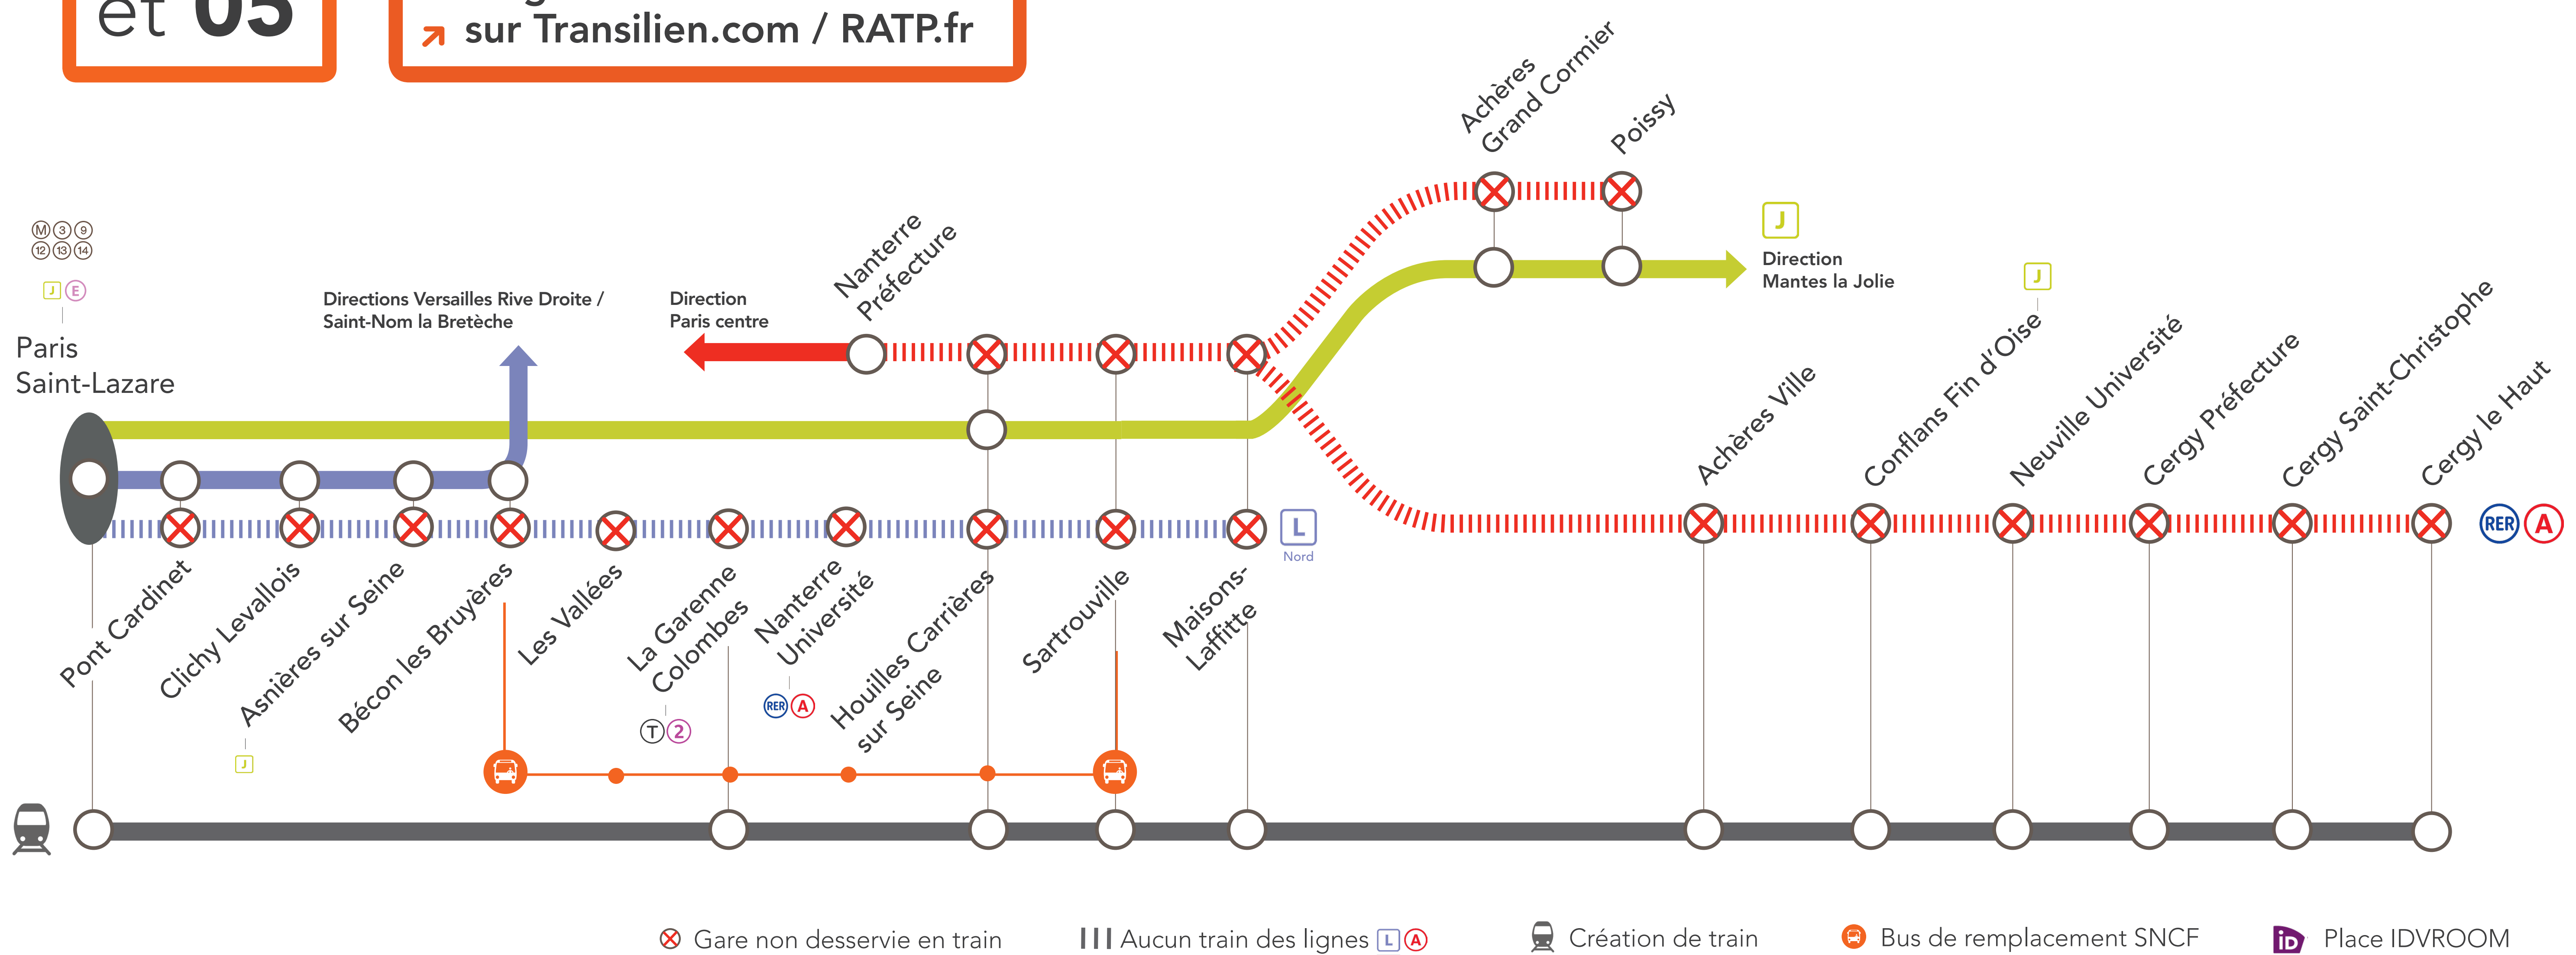 et 05
sur Transilien.com / RATP.fr
Achères
Grand Cormier
Poissy
M 3 9
12 13 14
J E
Paris
Saint-Lazare
Directions Versailles Rive Droite /
Saint-Nom la Bretèche
Direction
Paris centre
Nanterre
Préfecture
J
Direction
Mantes la Jolie
J
Achères Ville
Conflans Fin d'Oise
Neuville Université
Cergy Préfecture
Cergy Saint-Christophe
Cergy le Haut
RER A
L
Nord
Pont Cardinet
Clichy Levallois
Asnières sur Seine
J
Bécon les Bruyères
Les Vallées
La Garenne
Colombes
T 2
Nanterre
Université
RER A
Houilles Carrières
sur Seine
Sartrouville
Maisons-
Laffitte
Gare non desservie en train
Aucun train des lignes L A
Création de train
Bus de remplacement SNCF
iD Place IDVROOM